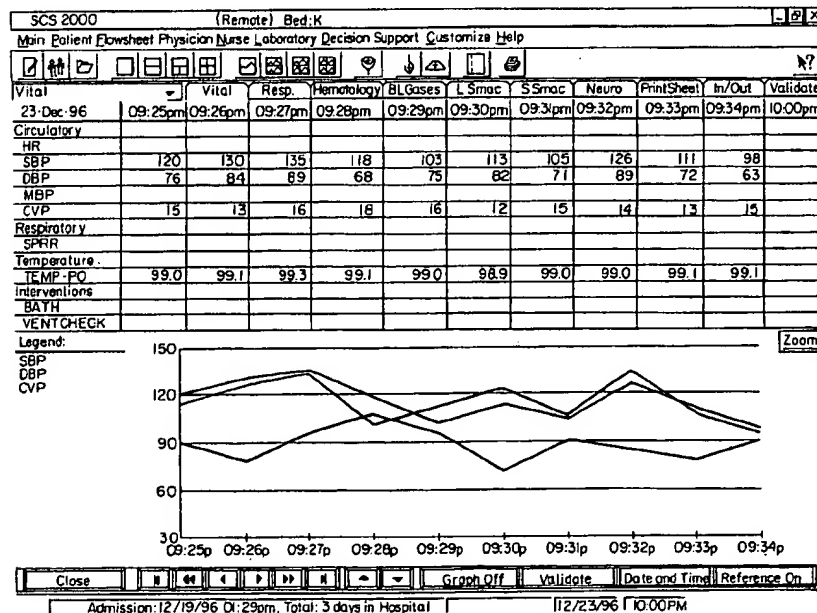 SCS 2000 (Remote) Bed:K
Main Patient Flowsheet Physician Nurse Laboratory Decision Support Customize Help
Vital Vital Resp. Hematology BLGases L Smac S Smac Neuro PrintSheet In/Out Validate
23-Dec-96 09:25pm 09:26pm 09:27pm 09:28pm 09:29pm 09:30pm 09:31pm 09:32pm 09:33pm 09:34pm 10:00pm
Circulatory
HR
SBP 120 130 135 118 103 113 105 126 111 98
DBP 76 84 89 68 75 82 71 89 72 63
MBP
CVP 15 13 16 18 16 12 15 14 13 15
Respiratory
SPRR
Temperature.
TEMP-PO 99.0 99.1 99.3 99.1 99.0 98.9 99.0 99.0 99.1 99.1
Interventions
BATH
VENTCHECK
Legend: Zoom
SBP
DBP
CVP
150
120
90
60
30
09:25p 09:26p 09:27p 09:28p 09:29p 09:30p 09:31p 09:32p 09:33p 09:34p
Close Graph Off Validate Date and Time Reference On
Admission:12/19/96 01:29pm, Total: 3 days in Hospital 12/23/96 10:00PM